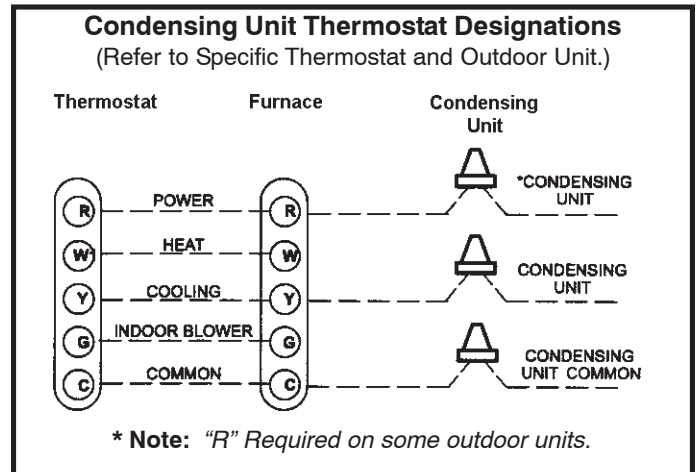 Condensing Unit Thermostat Designations
(Refer to Specific Thermostat and Outdoor Unit.)
Thermostat Furnace Condensing
Unit
R POWER R *CONDENSING
UNIT
W HEAT W
Y COOLING Y CONDENSING
UNIT
G INDOOR BLOWER G
C COMMON C CONDENSING
UNIT COMMON
* Note: "R" Required on some outdoor units.